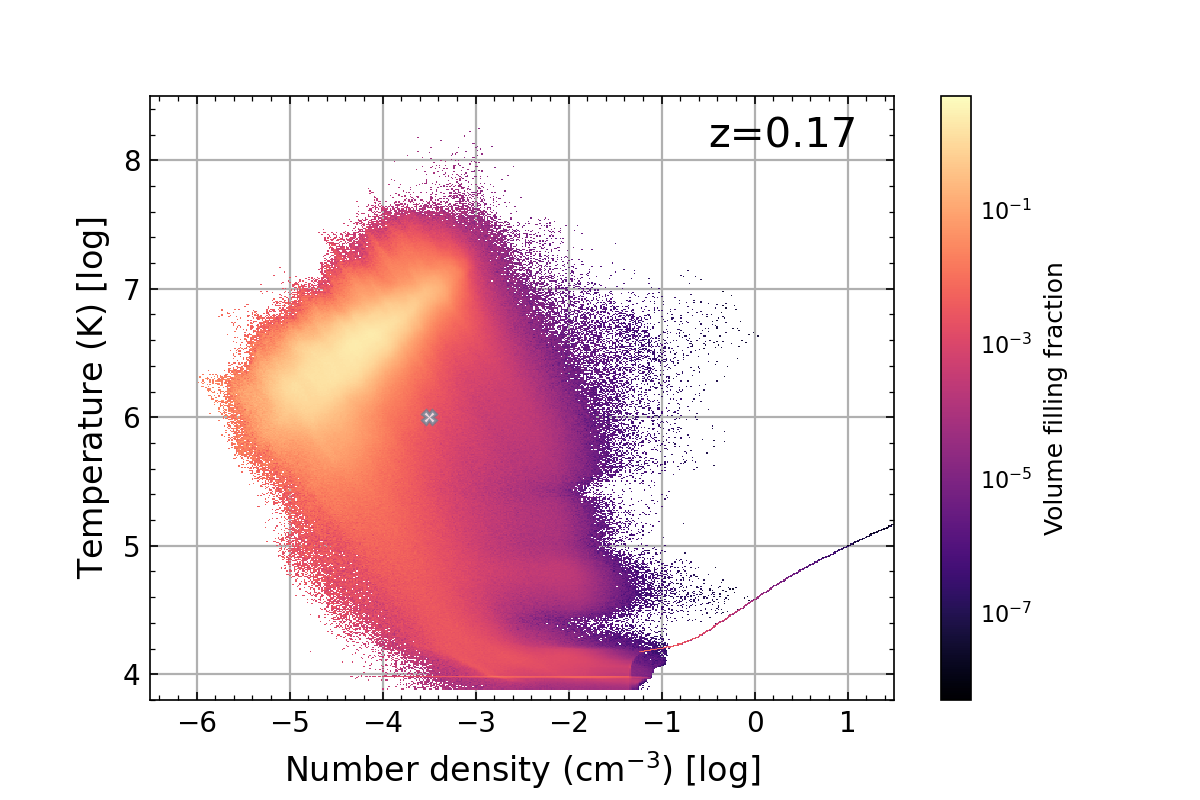 z=0.17
8
7
6
5
4
Temperature (K) [log]
−6 −5 −4 −3 −2 −1 0 1
Number density (cm⁻³) [log]
10⁻¹
10⁻³
10⁻⁵
10⁻⁷
Volume filling fraction